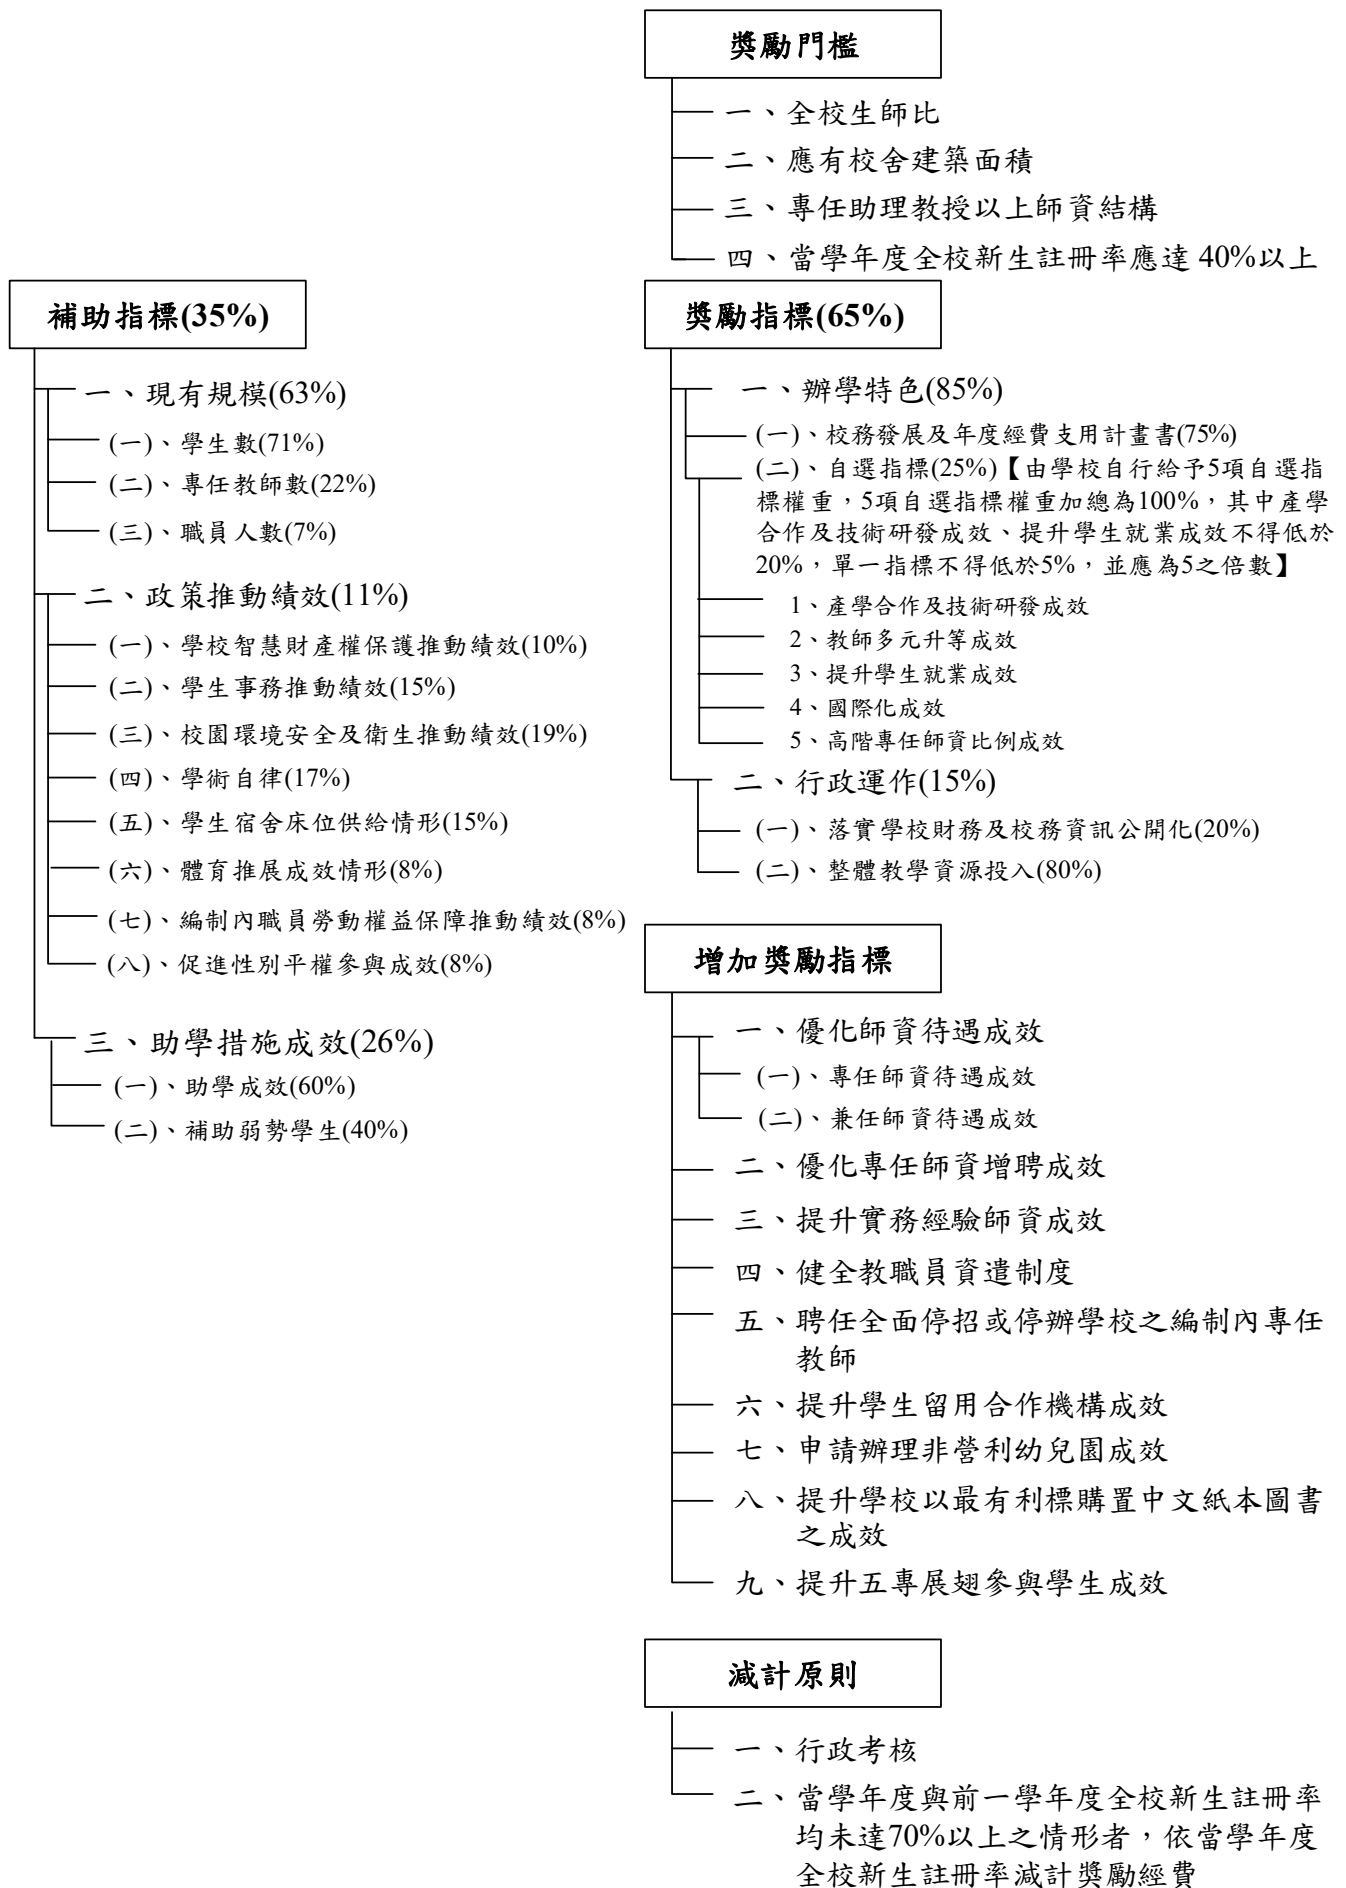 獎勵門檻
一、全校生師比
二、應有校舍建築面積
三、專任助理教授以上師資結構
四、當學年度全校新生註冊率應達 40%以上
補助指標(35%)
一、現有規模(63%)
(一)、學生數(71%)
(二)、專任教師數(22%)
(三)、職員人數(7%)
二、政策推動績效(11%)
(一)、學校智慧財產權保護推動績效(10%)
(二)、學生事務推動績效(15%)
(三)、校園環境安全及衛生推動績效(19%)
(四)、學術自律(17%)
(五)、學生宿舍床位供給情形(15%)
(六)、體育推展成效情形(8%)
(七)、編制內職員勞動權益保障推動績效(8%)
(八)、促進性別平權參與成效(8%)
三、助學措施成效(26%)
(一)、助學成效(60%)
(二)、補助弱勢學生(40%)
獎勵指標(65%)
一、辦學特色(85%)
(一)、校務發展及年度經費支用計畫書(75%)
(二)、自選指標(25%)【由學校自行給予5項自選指
標權重，5項自選指標權重加總為100%，其中產學
合作及技術研發成效、提升學生就業成效不得低於
20%，單一指標不得低於5%，並應為5之倍數】
1、產學合作及技術研發成效
2、教師多元升等成效
3、提升學生就業成效
4、國際化成效
5、高階專任師資比例成效
二、行政運作(15%)
(一)、落實學校財務及校務資訊公開化(20%)
(二)、整體教學資源投入(80%)
增加獎勵指標
一、優化師資待遇成效
(一)、專任師資待遇成效
(二)、兼任師資待遇成效
二、優化專任師資增聘成效
三、提升實務經驗師資成效
四、健全教職員資遣制度
五、聘任全面停招或停辦學校之編制內專任
教師
六、提升學生留用合作機構成效
七、申請辦理非營利幼兒園成效
八、提升學校以最有利標購置中文紙本圖書
之成效
九、提升五專展翅參與學生成效
減計原則
一、行政考核
二、當學年度與前一學年度全校新生註冊率
均未達70%以上之情形者，依當學年度
全校新生註冊率減計獎勵經費